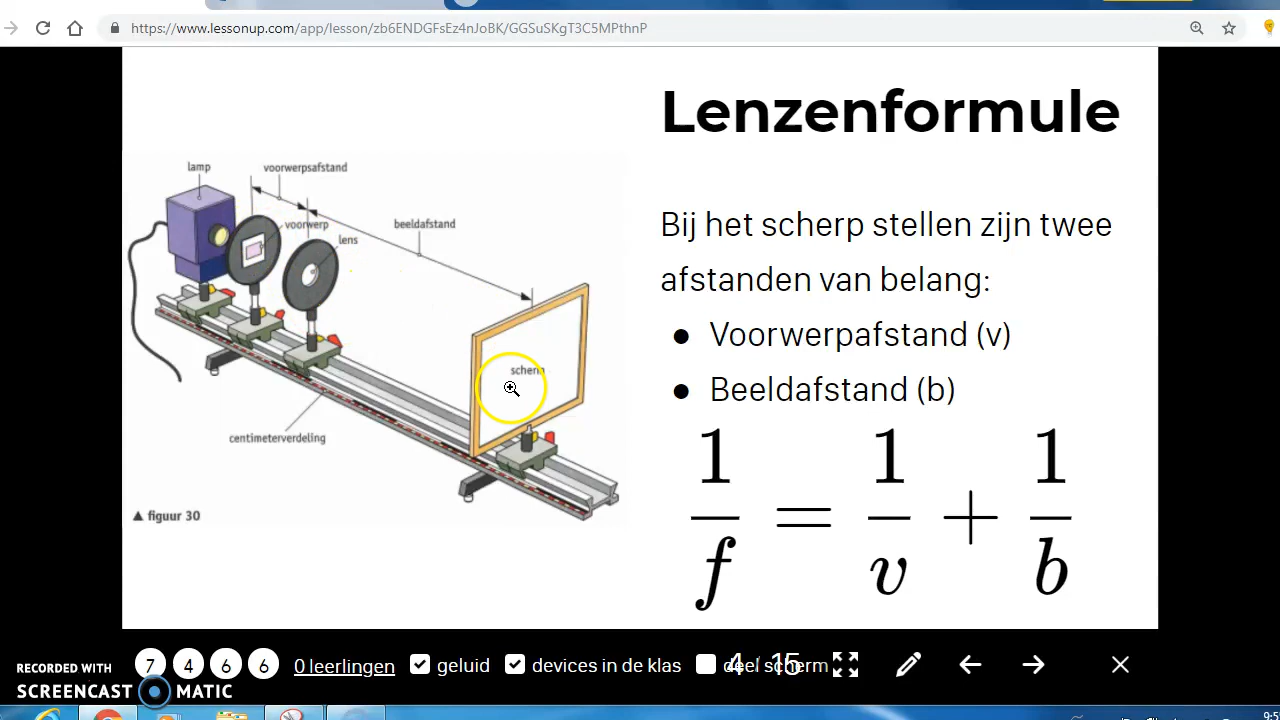 https://www.lessonup.com/app/lesson/zb6ENDGFsEz4nJoBK/GGSuSKgT3C5MPthnP
Lenzenformule
lamp
voorwerpsafstand
voorwerp
beeldafstand
lens
scherm
centimeterverdeling
▲ figuur 30
Bij het scherp stellen zijn twee
afstanden van belang:
● Voorwerpafstand (v)
● Beeldafstand (b)
1/f = 1/v + 1/b
RECORDED WITH
SCREENCAST MATIC
7 4 6 6
0 leerlingen
geluid
devices in de klas
deel scherm
4 / 15